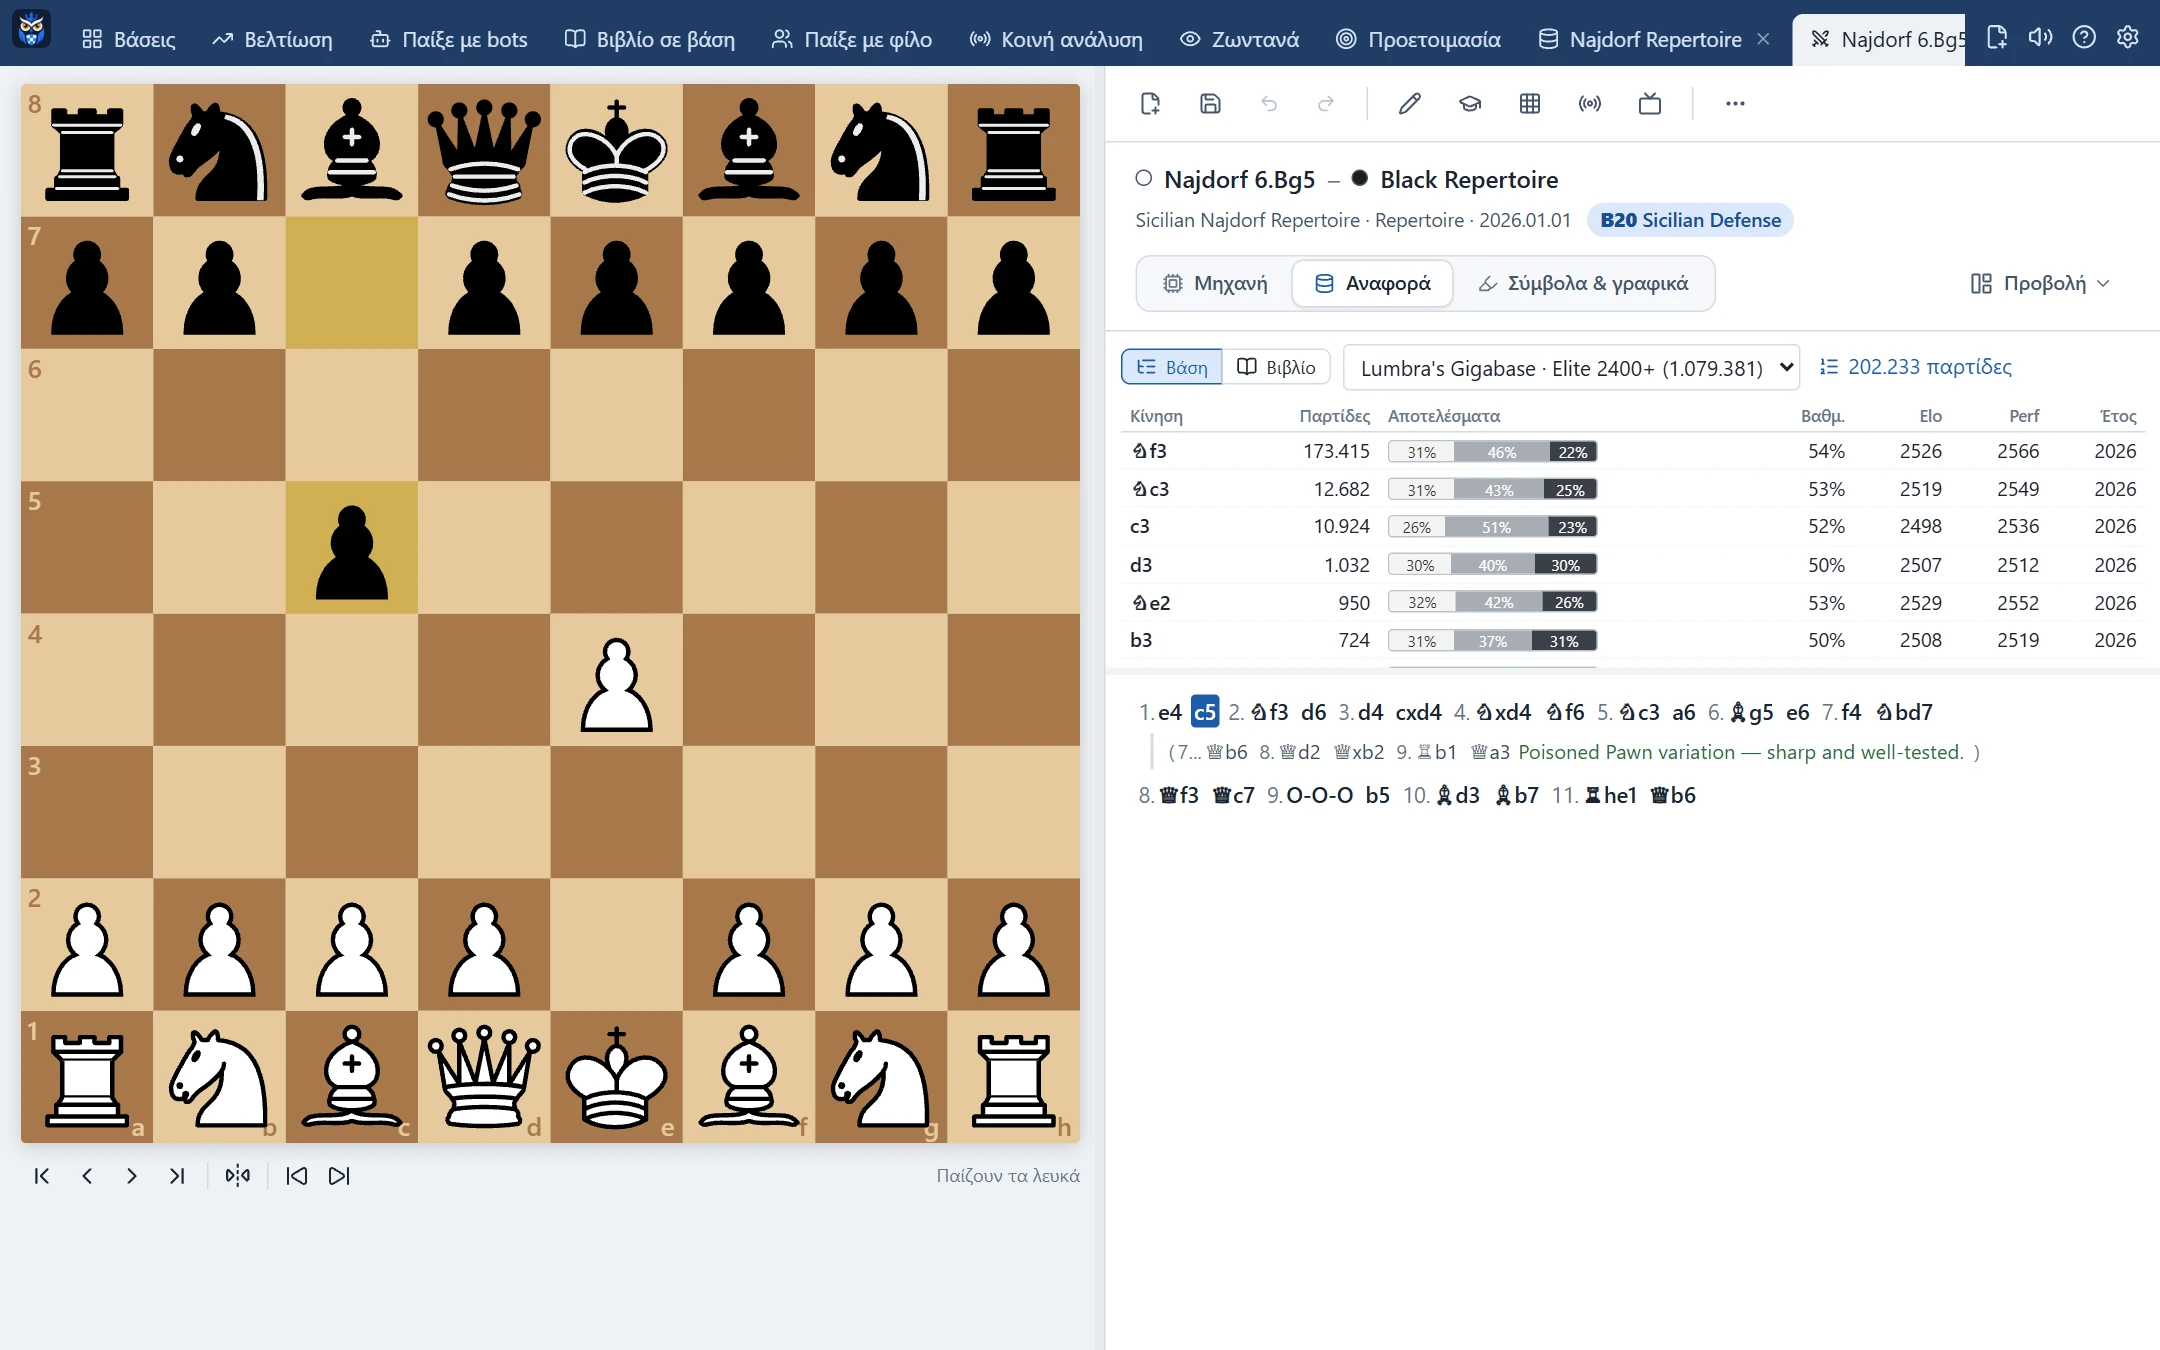 Βάσεις Βελτίωση Παίξε με bots Βιβλίο σε βάση Παίξε με φίλο Κοινή ανάλυση Ζωντανά Προετοιμασία Najdorf Repertoire Najdorf 6.Bg5
Najdorf 6.Bg5 – Black Repertoire
Sicilian Najdorf Repertoire · Repertoire · 2026.01.01 B20 Sicilian Defense
Μηχανή Αναφορά Σύμβολα & γραφικά Προβολή
Βάση Βιβλίο Lumbra's Gigabase · Elite 2400+ (1.079.381) 202.233 παρτίδες
Κίνηση Παρτίδες Αποτελέσματα Βαθμ. Elo Perf Έτος
♘f3 173.415 31% 46% 22% 54% 2526 2566 2026
♘c3 12.682 31% 43% 25% 53% 2519 2549 2026
c3 10.924 26% 51% 23% 52% 2498 2536 2026
d3 1.032 30% 40% 30% 50% 2507 2512 2026
♘e2 950 32% 42% 26% 53% 2529 2552 2026
b3 724 31% 37% 31% 50% 2508 2519 2026
1. e4 c5 2. ♘f3 d6 3. d4 cxd4 4. ♘xd4 ♘f6 5. ♘c3 a6 6. ♗g5 e6 7. f4 ♘bd7
( 7... ♕b6 8. ♕d2 ♕xb2 9. ♖b1 ♕a3 Poisoned Pawn variation — sharp and well-tested. )
8. ♕f3 ♕c7 9. O-O-O b5 10. ♗d3 ♗b7 11. ♖he1 ♕b6
8
7
6
5
4
3
2
1
a b c d e f g h
Παίζουν τα λευκά